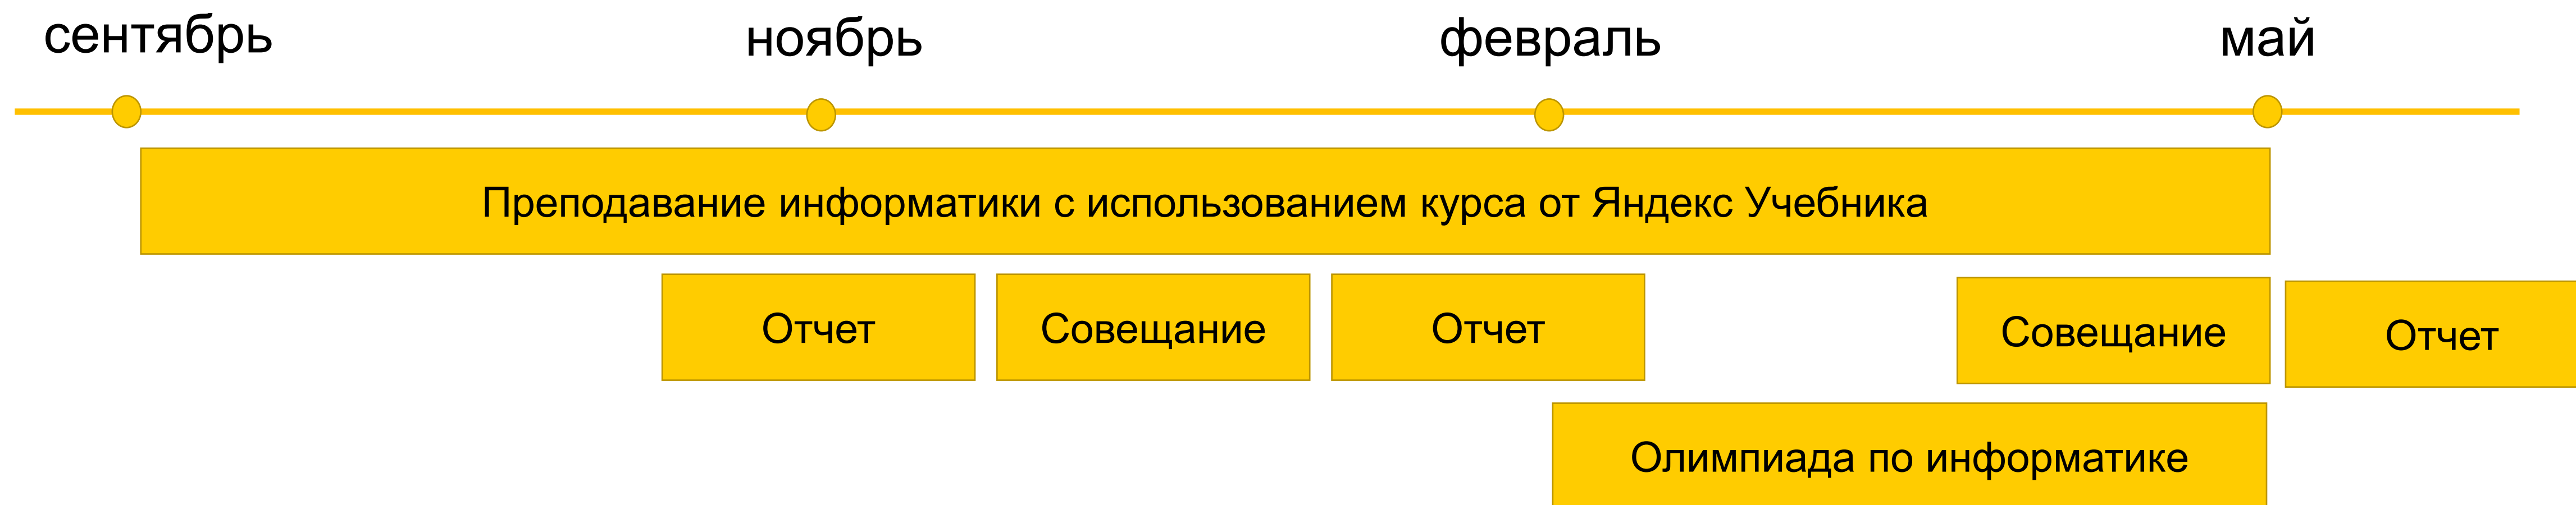 сентябрь ноябрь февраль май
Преподавание информатики с использованием курса от Яндекс Учебника
Отчет Совещание Отчет Совещание Отчет
Олимпиада по информатике